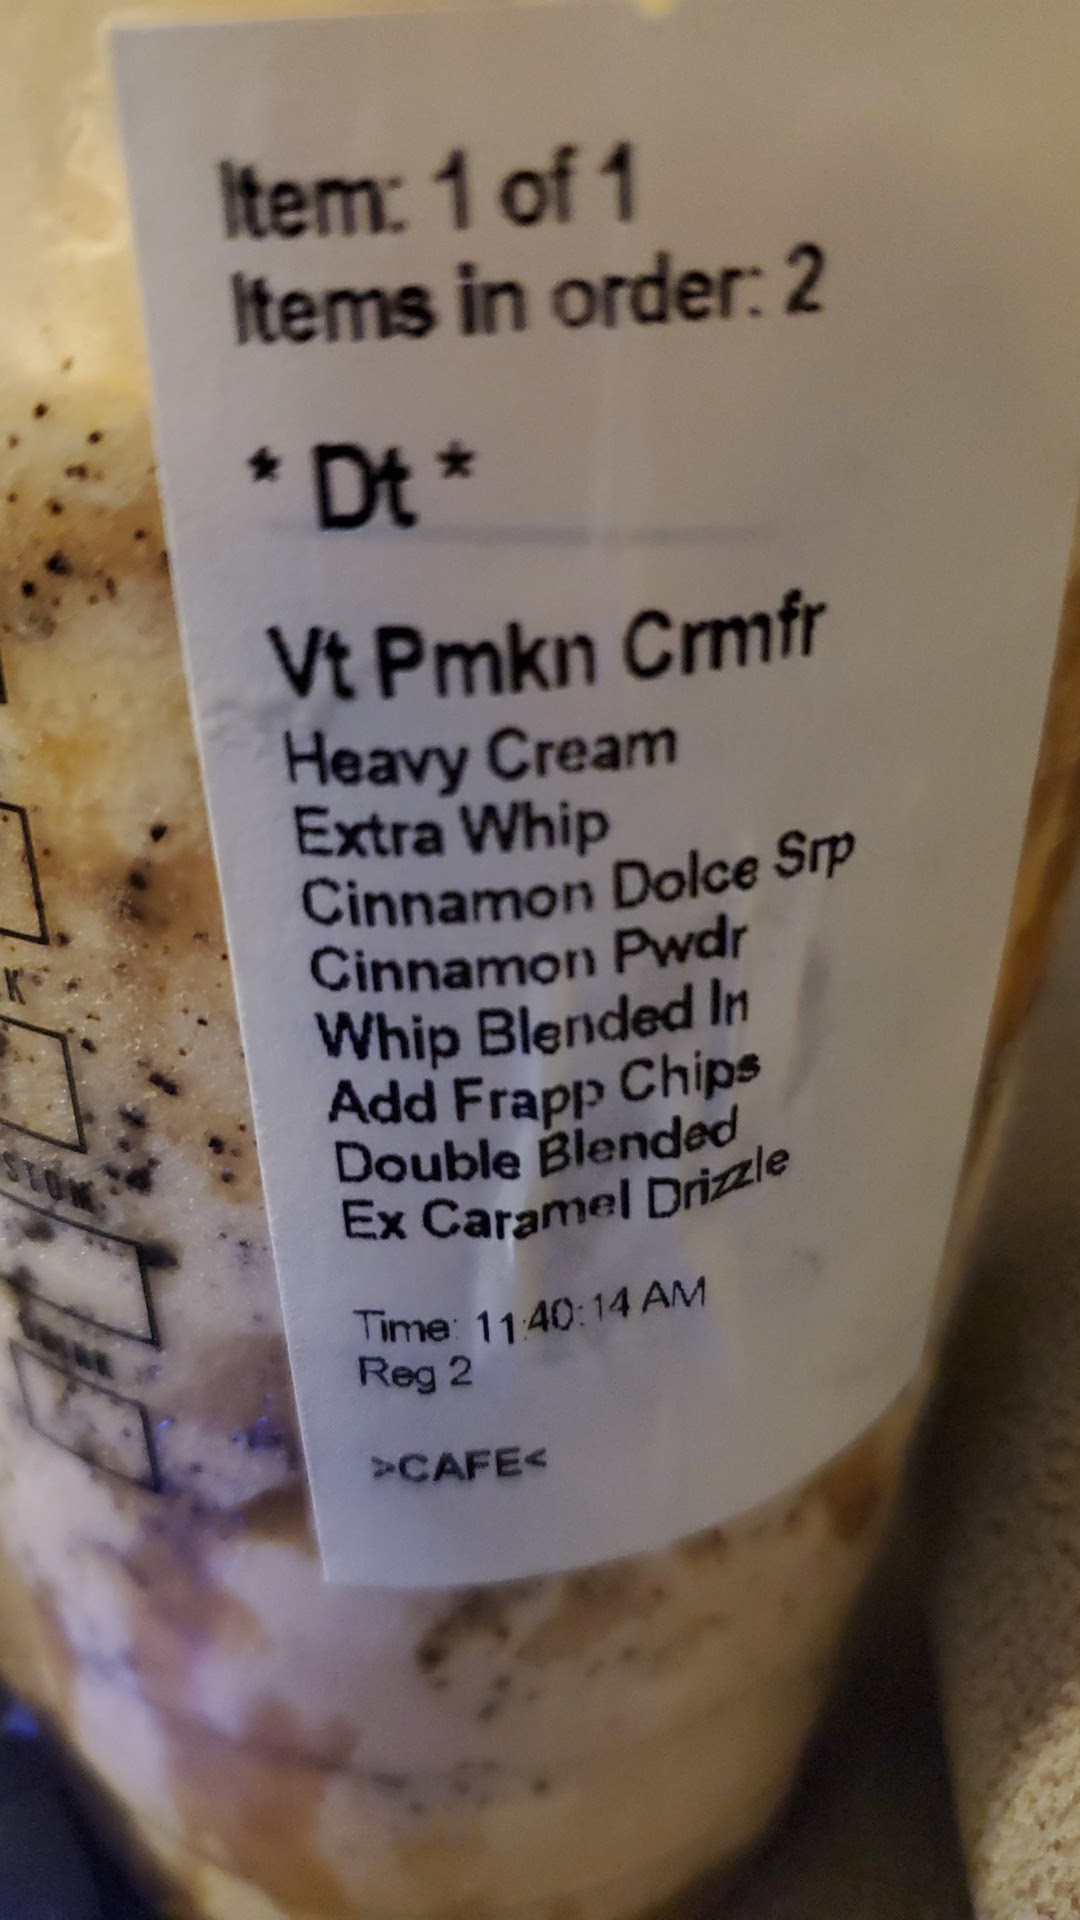 Item: 1 of 1
Items in order: 2
* Dt *
Vt Pmkn Crmfr
Heavy Cream
Extra Whip
Cinnamon Dolce Srp
Cinnamon Pwdr
Whip Blended In
Add Frapp Chips
Double Blended
Ex Caramel Drizzle
Time: 11:40:14 AM
Reg 2
>CAFE<